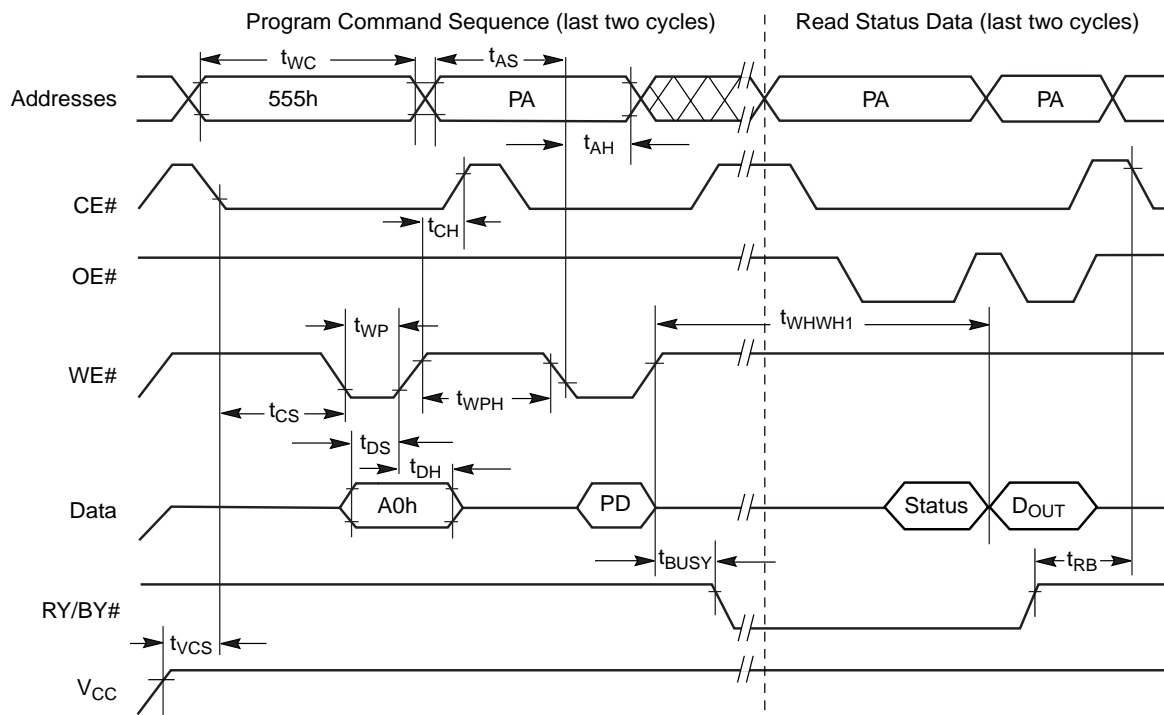 Program Command Sequence (last two cycles)
Read Status Data (last two cycles)
tWC
tAS
Addresses
555h
PA
PA
PA
tAH
CE#
tCH
OE#
tWP
tWHWH1
WE#
tCS
tWPH
tDS
tDH
Data
A0h
PD
Status
DOUT
tBUSY
tRB
RY/BY#
tVCS
VCC